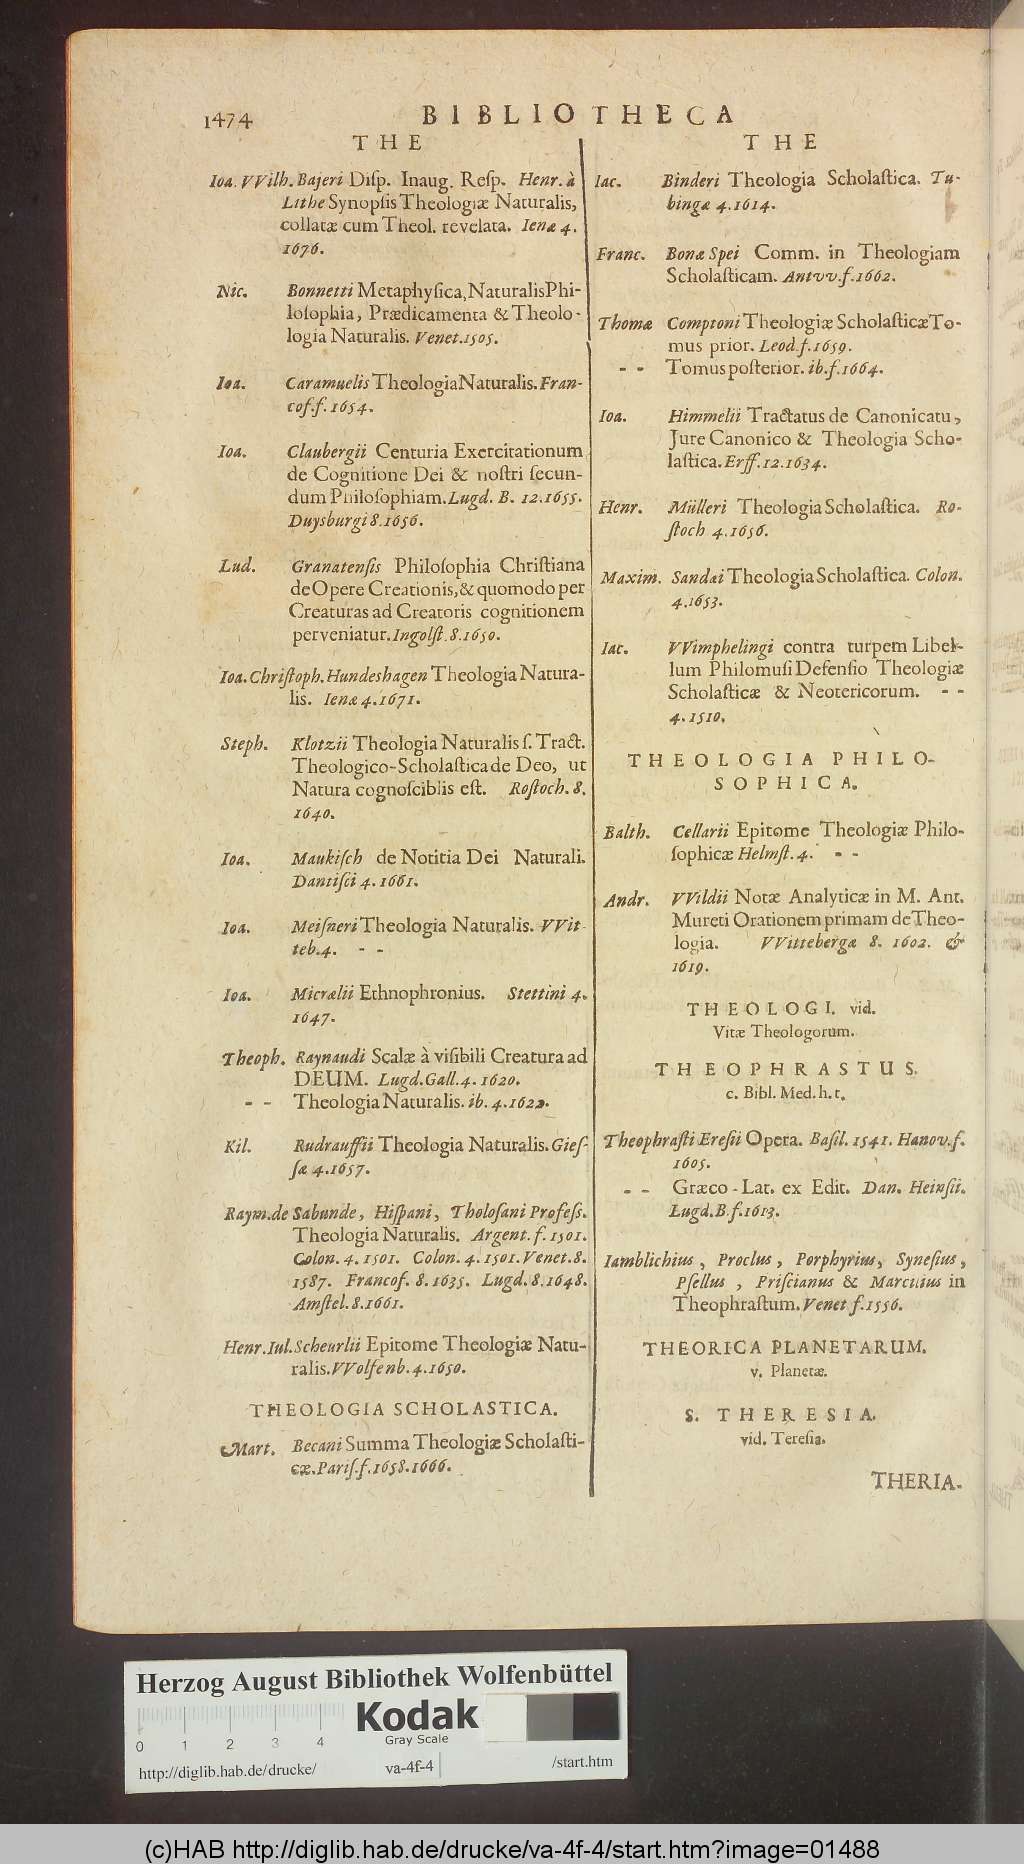 1474 BIBLIOTHECA
THE
Ioa. VVilh. Bajeri Disp. Inaug. Resp. Henr. à
Lithe Synopsis Theologiæ Naturalis,
collatæ cum Theol. revelata. Ienæ 4.
1676.
Nic. Bonnetti Metaphysica, Naturalis Phi-
losophia, Prædicamenta & Theolo-
logia Naturalis. Venet. 1505.
Ioa. Caramuelis Theologia Naturalis. Fran-
cof. f. 1654.
Ioa. Claubergii Centuria Exercitationum
de Cognitione Dei & nostri secun-
dum Philosophiam. Lugd. B. 12. 1655.
Duysburgi 8. 1656.
Lud. Granatensis Philosophia Christiana
de Opere Creationis, & quomodo per
Creaturas ad Creatoris cognitionem
perveniatur. Ingolst. 8. 1650.
Ioa. Christoph. Hundeshagen Theologia Natura-
lis. Ienæ 4. 1671.
Steph. Klotzii Theologia Naturalis s. Tract.
Theologico-Scholastica de Deo, ut
Natura cognoscibilis est. Rostoch. 8.
1640.
Ioa. Maukisch de Notitia Dei Naturali.
Dantisci 4. 1661.
Ioa. Meisneri Theologia Naturalis. VVit-
teb. 4. - -
Ioa. Micrælii Ethnophronius. Stettini 4.
1647.
Theoph. Raynaudi Scalæ à visibili Creatura ad
DEUM. Lugd. Gall. 4. 1620.
- - Theologia Naturalis. ib. 4. 1622.
Kil. Rudrauffii Theologia Naturalis. Gies-
sæ 4. 1657.
Raym. de Sabunde, Hispani, Tholosani Profess.
Theologia Naturalis. Argent. f. 1501.
Colon. 4. 1501. Colon. 4. 1501. Venet. 8.
1587. Francof. 8. 1635. Lugd. 8. 1648.
Amstel. 8. 1661.
Henr. Iul. Scheurlii Epitome Theologiæ Natu-
ralis. VVolfenb. 4. 1650.
THEOLOGIA SCHOLASTICA.
Mart. Becani Summa Theologiæ Scholasti-
cæ. Paris. f. 1658. 1666.
THE
Iac. Binderi Theologia Scholastica. Tu-
bingæ 4. 1614.
Franc. Bonæ Spei Comm. in Theologiam
Scholasticam. Antvv. f. 1662.
Thomæ Comptoni Theologiæ Scholasticæ To-
mus prior. Leod. f. 1659.
- - Tomus posterior. ib. f. 1664.
Ioa. Himmelii Tractatus de Canonicatu,
Jure Canonico & Theologia Scho-
lastica. Erff. 12. 1634.
Henr. Mülleri Theologia Scholastica. Ro-
stoch 4. 1656.
Maxim. Sandæi Theologia Scholastica. Colon.
4. 1653.
Iac. VVimphelingi contra turpem Libel-
lum Philomusi Defensio Theologiæ
Scholasticæ & Neotericorum. - -
4. 1510.
THEOLOGIA PHILO-
SOPHICA.
Balth. Cellarii Epitome Theologiæ Philo-
sophicæ Helmst. 4. - -
Andr. VVildii Notæ Analyticæ in M. Ant.
Mureti Orationem primam de Theo-
logia. VVittebergæ 8. 1602. &
1619.
THEOLOGI. vid.
Vitæ Theologorum.
THEOPHRASTUS.
c. Bibl. Med. h. t.
Theophrasti Eresii Opera. Basil. 1541. Hanov. f.
1605.
- - Græco-Lat. ex Edit. Dan. Heinsii.
Lugd. B. f. 1613.
Iamblichius, Proclus, Porphyrius, Synesius,
Psellus, Priscianus & Marcilius in
Theophrastum. Venet f. 1556.
THEORICA PLANETARUM.
v. Planetæ.
S. THERESIA.
vid. Teresia.
THERIA-
Herzog August Bibliothek Wolfenbüttel
Kodak
Gray Scale
0 1 2 3 4
http://diglib.hab.de/drucke/ va-4f-4 /start.htm
(c)HAB http://diglib.hab.de/drucke/va-4f-4/start.htm?image=01488